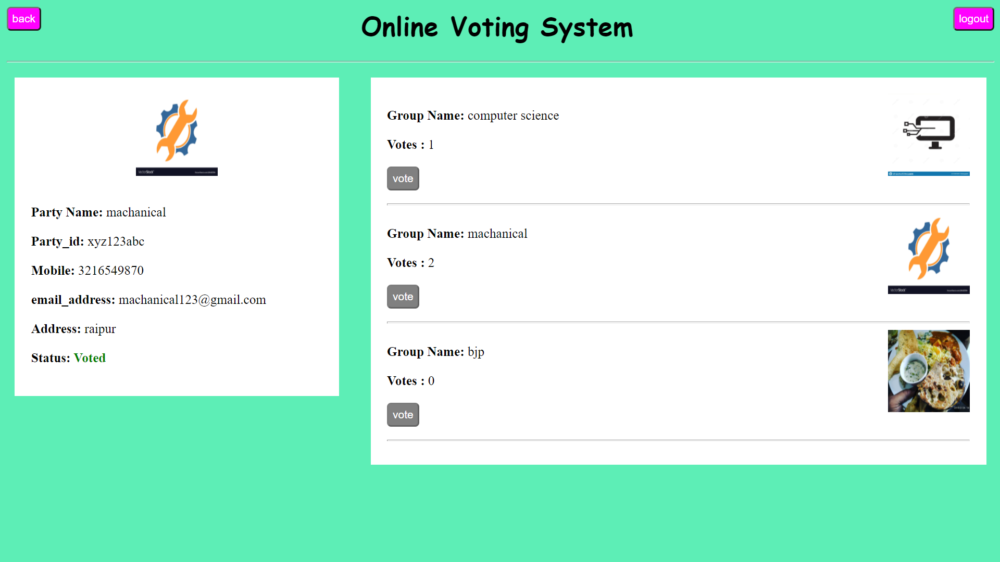 back
Online Voting System
logout
VectorStock
Party Name: machanical
Party_id: xyz123abc
Mobile: 3216549870
email_address: machanical123@gmail.com
Address: raipur
Status: Voted
Group Name: computer science
Votes : 1
vote
Group Name: machanical
Votes : 2
vote
VectorStock
Group Name: bjp
Votes : 0
vote